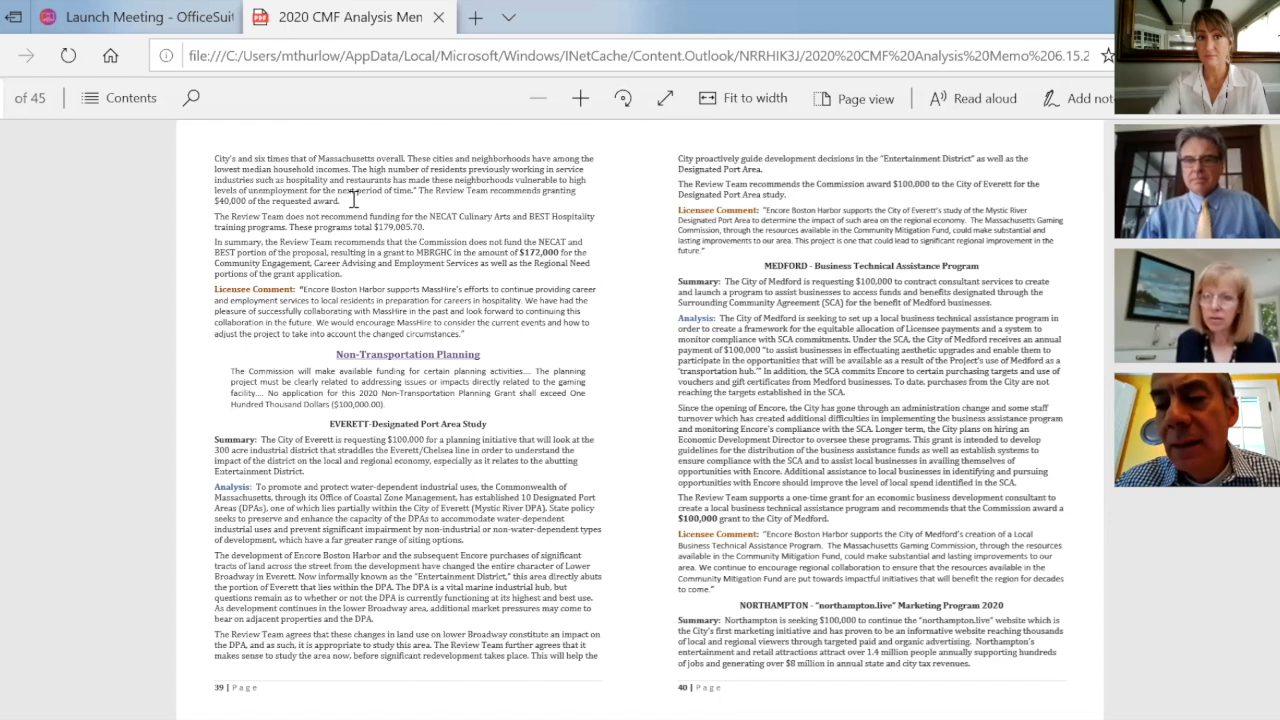 Launch Meeting - OfficeSuit
2020 CMF Analysis Mem
file:///C:/Users/mthurlow/AppData/Local/Microsoft/Windows/INetCache/Content.Outlook/NRRHIK3J/2020%20CMF%20Analysis%20Memo%206.15.2
of 45
Contents
Fit to width
Page view
Read aloud
Add not
City's and six times that of Massachusetts overall. These cities and neighborhoods have among the
lowest median household incomes. The high number of residents previously working in service
industries such as hospitality and restaurants has made these neighborhoods vulnerable to high
levels of unemployment for the next period of time." The Review Team recommends granting
$40,000 of the requested award.
The Review Team does not recommend funding for the NECAT Culinary Arts and BEST Hospitality
training programs. These programs total $179,005.70.
In summary, the Review Team recommends that the Commission does not fund the NECAT and
BEST portion of the proposal, resulting in a grant to MBRGHC in the amount of $172,000 for the
Community Engagement, Career Advising and Employment Services as well as the Regional Need
portions of the grant application.
Licensee Comment: "Encore Boston Harbor supports MassHire's efforts to continue providing career
and employment services to local residents in preparation for careers in hospitality. We have had the
pleasure of successfully collaborating with MassHire in the past and look forward to continuing this
collaboration in the future. We would encourage MassHire to consider the current events and how to
adjust the project to take into account the changed circumstances."
Non-Transportation Planning
The Commission will make available funding for certain planning activities.... The planning
project must be clearly related to addressing issues or impacts directly related to the gaming
facility.... No application for this 2020 Non-Transportation Planning Grant shall exceed One
Hundred Thousand Dollars ($100,000.00).
EVERETT-Designated Port Area Study
Summary: The City of Everett is requesting $100,000 for a planning initiative that will look at the
300 acre industrial district that straddles the Everett/Chelsea line in order to understand the
impact of the district on the local and regional economy, especially as it relates to the abutting
Entertainment District.
Analysis: To promote and protect water-dependent industrial uses, the Commonwealth of
Massachusetts, through its Office of Coastal Zone Management, has established 10 Designated Port
Areas (DPAs), one of which lies partially within the City of Everett (Mystic River DPA). State policy
seeks to preserve and enhance the capacity of the DPAs to accommodate water-dependent
industrial uses and prevent significant impairment by non-industrial or non-water-dependent types
of development, which have a far greater range of siting options.
The development of Encore Boston Harbor and the subsequent Encore purchases of significant
tracts of land across the street from the development have changed the entire character of Lower
Broadway in Everett. Now informally known as the "Entertainment District," this area directly abuts
the portion of Everett that lies within the DPA. The DPA is a vital marine industrial hub, but
questions remain as to whether or not the DPA is currently functioning at its highest and best use.
As development continues in the lower Broadway area, additional market pressures may come to
bear on adjacent properties and the DPA.
The Review Team agrees that these changes in land use on lower Broadway constitute an impact on
the DPA, and as such, it is appropriate to study this area. The Review Team further agrees that it
makes sense to study the area now, before significant redevelopment takes place. This will help the
39 | Page
City proactively guide development decisions in the "Entertainment District" as well as the
Designated Port Area.
The Review Team recommends the Commission award $100,000 to the City of Everett for the
Designated Port Area study.
Licensee Comment: "Encore Boston Harbor supports the City of Everett's study of the Mystic River
Designated Port Area to determine the impact of such area on the regional economy. The Massachusetts Gaming
Commission, through the resources available in the Community Mitigation Fund, could make substantial and
lasting improvements to our area. This project is one that could lead to significant regional improvement in the
future."
MEDFORD - Business Technical Assistance Program
Summary: The City of Medford is requesting $100,000 to contract consultant services to create
and launch a program to assist businesses to access funds and benefits designated through the
Surrounding Community Agreement (SCA) for the benefit of Medford businesses.
Analysis: The City of Medford is seeking to set up a local business technical assistance program in
order to create a framework for the equitable allocation of Licensee payments and a system to
monitor compliance with SCA commitments. Under the SCA, the City of Medford receives an annual
payment of $100,000 "to assist businesses in effectuating aesthetic upgrades and enable them to
participate in the opportunities that will be available as a result of the Project's use of Medford as a
'transportation hub.'" In addition, the SCA commits Encore to certain purchasing targets and use of
vouchers and gift certificates from Medford businesses. To date, purchases from the City are not
reaching the targets established in the SCA.
Since the opening of Encore, the City has gone through an administration change and some staff
turnover which has created additional difficulties in implementing the business assistance program
and monitoring Encore's compliance with the SCA. Longer term, the City plans on hiring an
Economic Development Director to oversee these programs. This grant is intended to develop
guidelines for the distribution of the business assistance funds as well as establish systems to
ensure compliance with the SCA and to assist local businesses in availing themselves of
opportunities with Encore. Additional assistance to local businesses in identifying and pursuing
opportunities with Encore should improve the level of local spend identified in the SCA.
The Review Team supports a one-time grant for an economic business development consultant to
create a local business technical assistance program and recommends that the Commission award a
$100,000 grant to the City of Medford.
Licensee Comment: "Encore Boston Harbor supports the City of Medford's creation of a Local
Business Technical Assistance Program. The Massachusetts Gaming Commission, through the resources
available in the Community Mitigation Fund, could make substantial and lasting improvements to our
area. We continue to encourage regional collaboration to ensure that the resources available in the
Community Mitigation Fund are put towards impactful initiatives that will benefit the region for decades
to come."
NORTHAMPTON - "northampton.live" Marketing Program 2020
Summary: Northampton is seeking $100,000 to continue the "northampton.live" website which is
the City's first marketing initiative and has proven to be an informative website reaching thousands
of local and regional viewers through targeted paid and organic advertising. Northampton's
entertainment and retail attractions attract over 1.4 million people annually supporting hundreds
of jobs and generating over $8 million in annual state and city tax revenues.
40 | Page